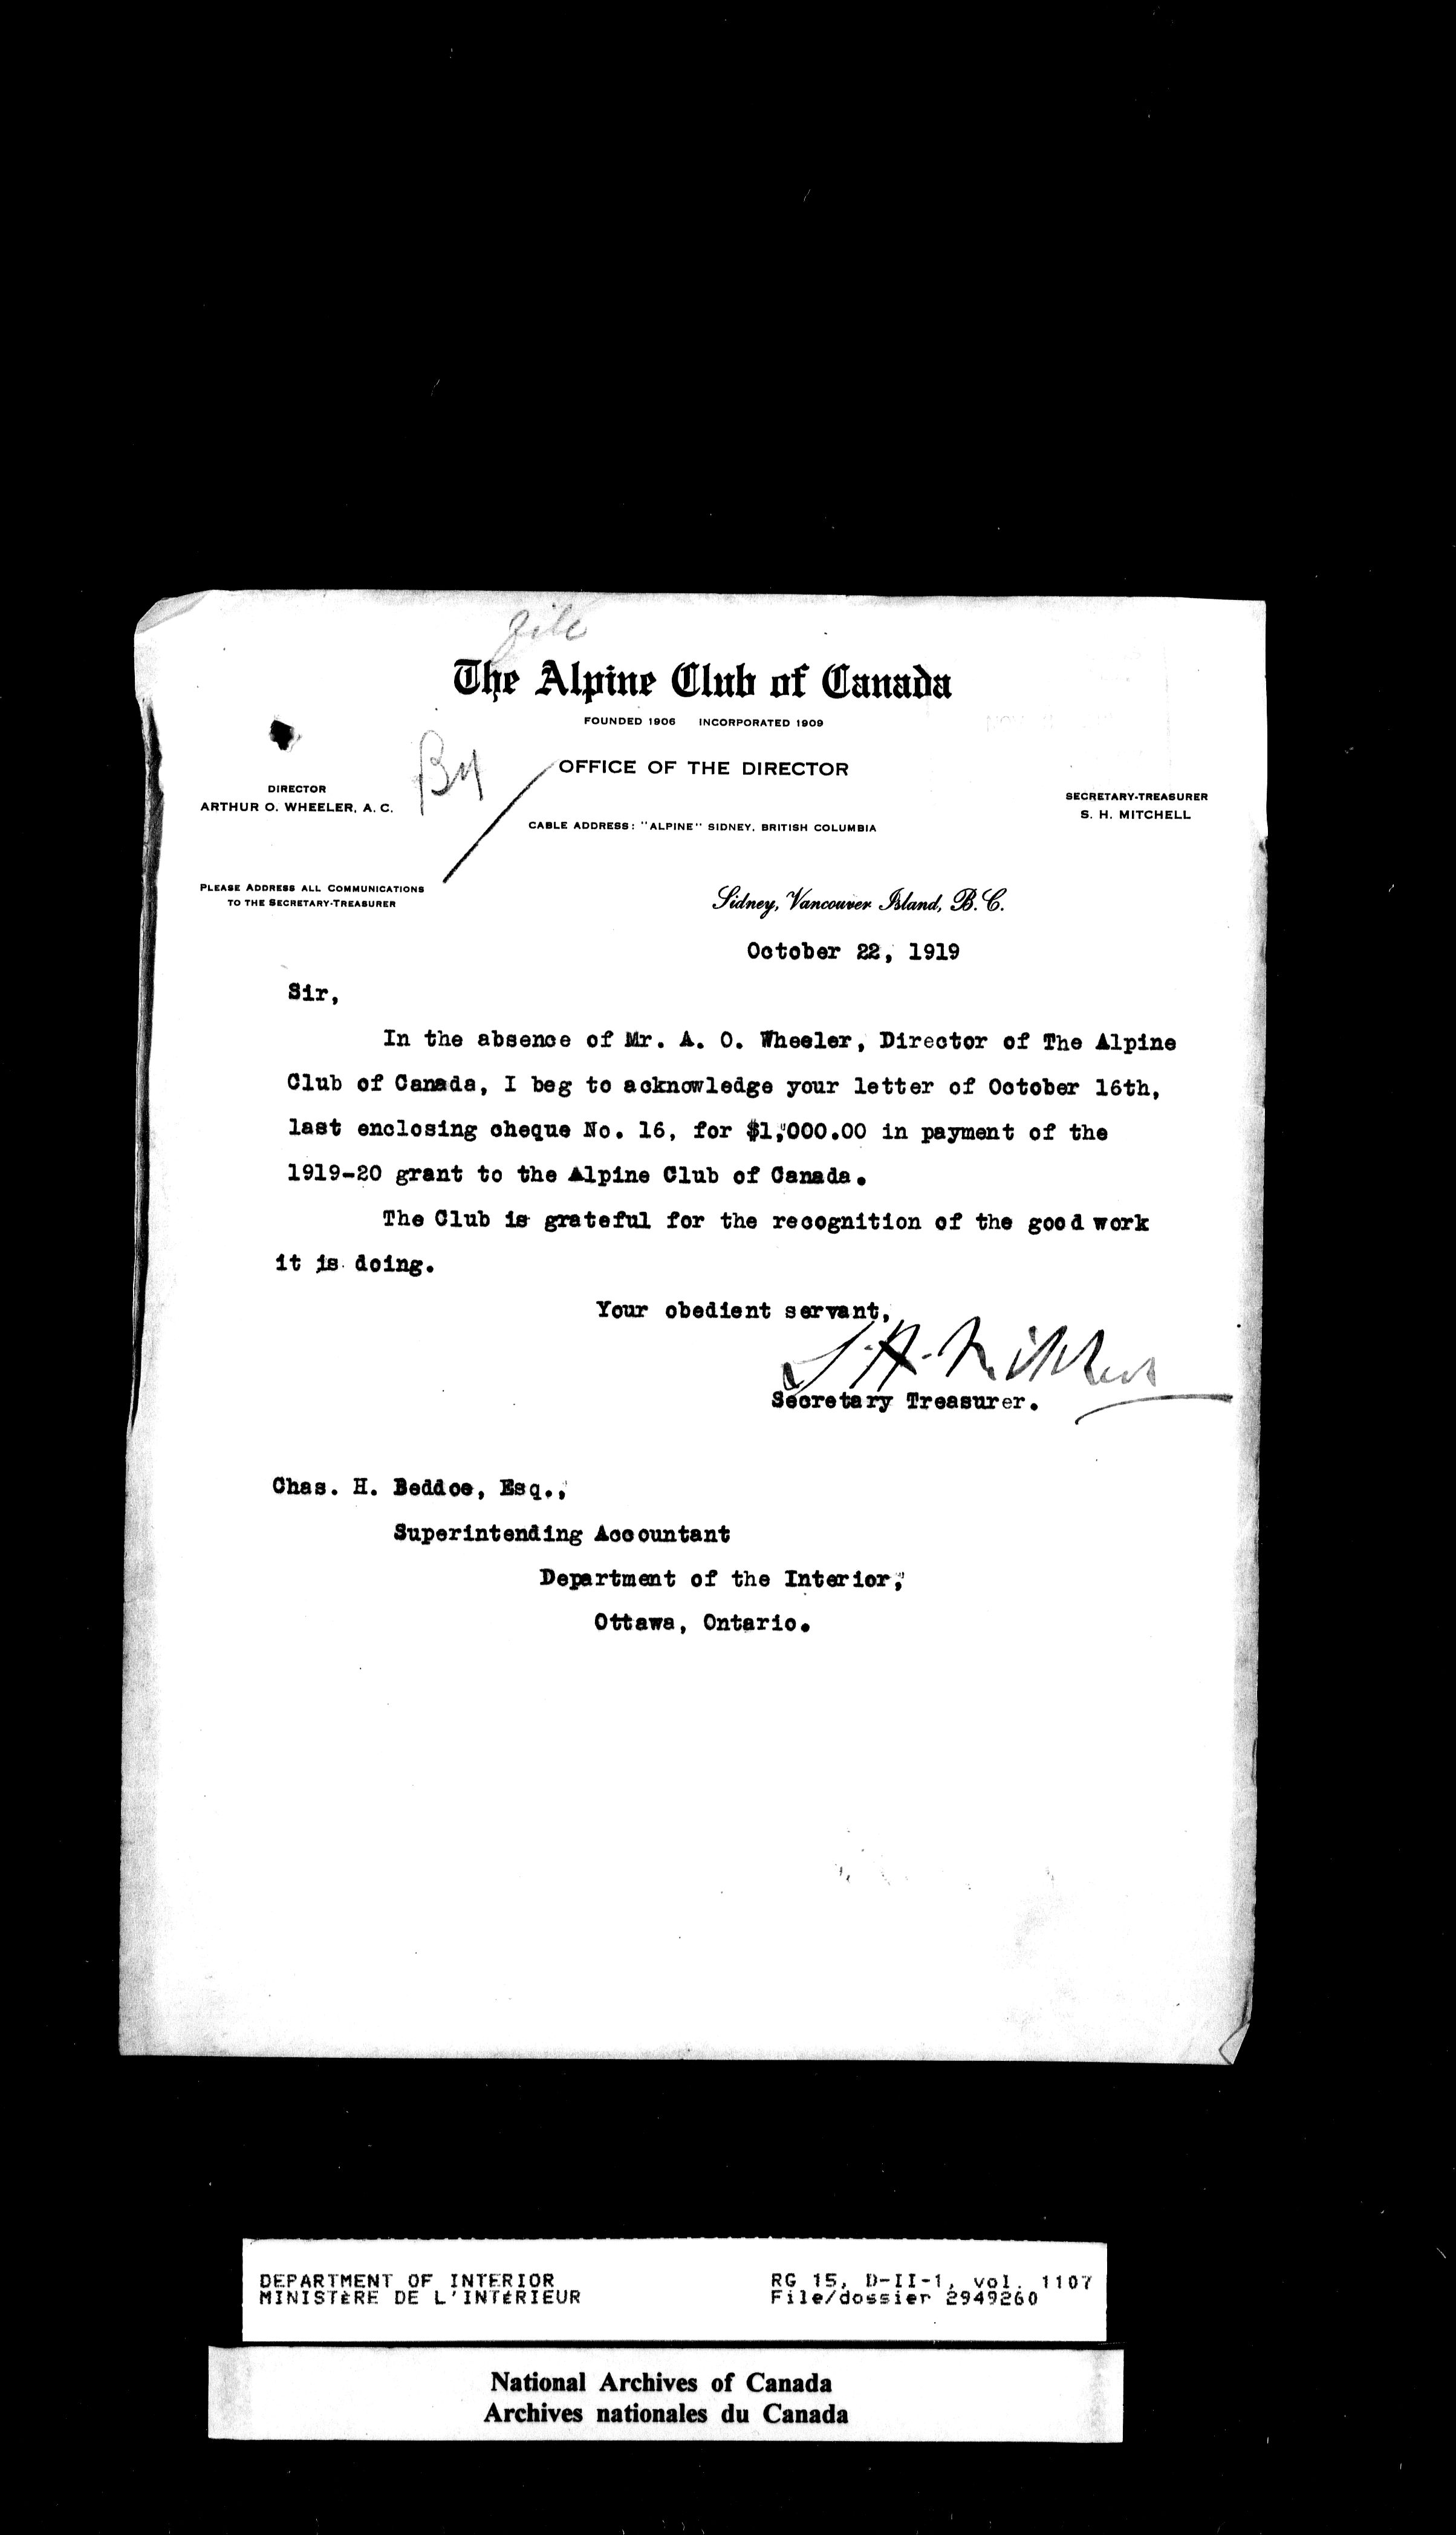 file
The Alpine Club of Canada
FOUNDED 1906 INCORPORATED 1909
OFFICE OF THE DIRECTOR
DIRECTOR
ARTHUR O. WHEELER, A. C.
SECRETARY-TREASURER
S. H. MITCHELL
CABLE ADDRESS: "ALPINE" SIDNEY, BRITISH COLUMBIA
PLEASE ADDRESS ALL COMMUNICATIONS
TO THE SECRETARY-TREASURER
Sidney, Vancouver Island, B. C.
October 22, 1919
Sir,
In the absence of Mr. A. O. Wheeler, Director of The Alpine
Club of Canada, I beg to acknowledge your letter of October 16th,
last enclosing cheque No. 16, for $1,000.00 in payment of the
1919-20 grant to the Alpine Club of Canada.
The Club is grateful for the recognition of the good work
it is doing.
Your obedient servant,
S. H. Mitchell
Secretary Treasurer.
Chas. H. Beddoe, Esq.,
Superintending Accountant
Department of the Interior,
Ottawa, Ontario.
DEPARTMENT OF INTERIOR
MINISTÈRE DE L'INTÉRIEUR
RG 15, D-II-1, vol. 1107
File/dossier 2949260
National Archives of Canada
Archives nationales du Canada